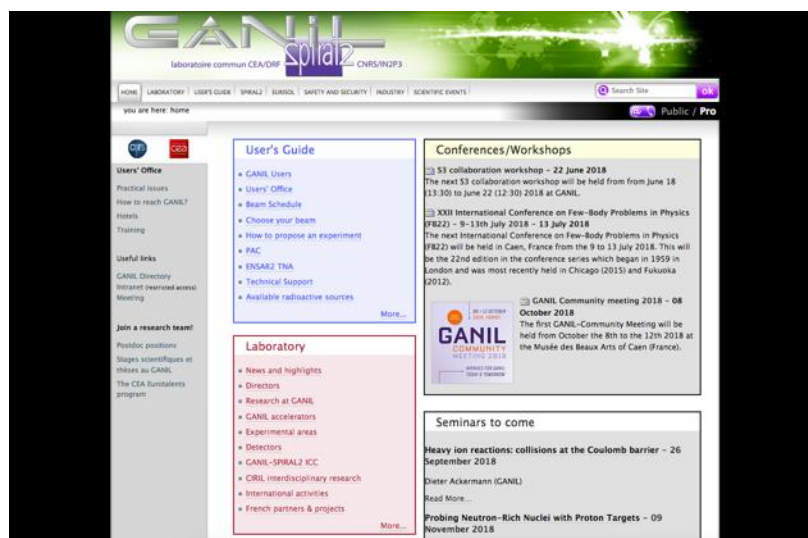 GANIL
spiral2
laboratoire commun CEA/DRF
CNRS/IN2P3
HOME
LABORATORY
USER'S GUIDE
SPIRAL2
EURISOL
SAFETY AND SECURITY
INDUSTRY
SCIENTIFIC EVENTS
Search Site
ok
you are here: home
Public / Pro
cnrs
cea
Users' Office
Practical issues
How to reach GANIL?
Hotels
Training
Useful links
GANIL Directory
Intranet (restricted access)
Meeting
Join a research team!
Postdoc positions
Stages scientifiques et
thèses au GANIL
The CEA Eurotalents
program
User's Guide
GANIL Users
Users' Office
Beam Schedule
Choose your beam
How to propose an experiment
PAC
ENSAR2 TNA
Technical Support
Available radioactive sources
More...
Laboratory
News and highlights
Directors
Research at GANIL
GANIL accelerators
Experimental areas
Detectors
GANIL-SPIRAL2 ICC
CIRIL interdisciplinary research
International activities
French partners & projects
More...
Conferences/Workshops
S3 collaboration workshop - 22 June 2018
The next S3 collaboration workshop will be held from from June 18
(13:30) to June 22 (12:30) 2018 at GANIL.
XXII International Conference on Few-Body Problems in Physics
(FB22) - 9-13th July 2018 - 13 July 2018
The next International Conference on Few-Body Problems in Physics
(FB22) will be held in Caen, France from the 9 to 13 July 2018. This will
be the 22nd edition in the conference series which began in 1959 in
London and was most recently held in Chicago (2015) and Fukuoka
(2012).
GANIL
COMMUNITY
MEETING 2018
GANIL Community meeting 2018 - 08
October 2018
The first GANIL-Community Meeting will be
held from October the 8th to the 12th 2018 at
the Musée des Beaux Arts of Caen (France).
Seminars to come
Heavy ion reactions: collisions at the Coulomb barrier - 26
September 2018
Dieter Ackermann (GANIL)
Read More...
Probing Neutron-Rich Nuclei with Proton Targets - 09
November 2018